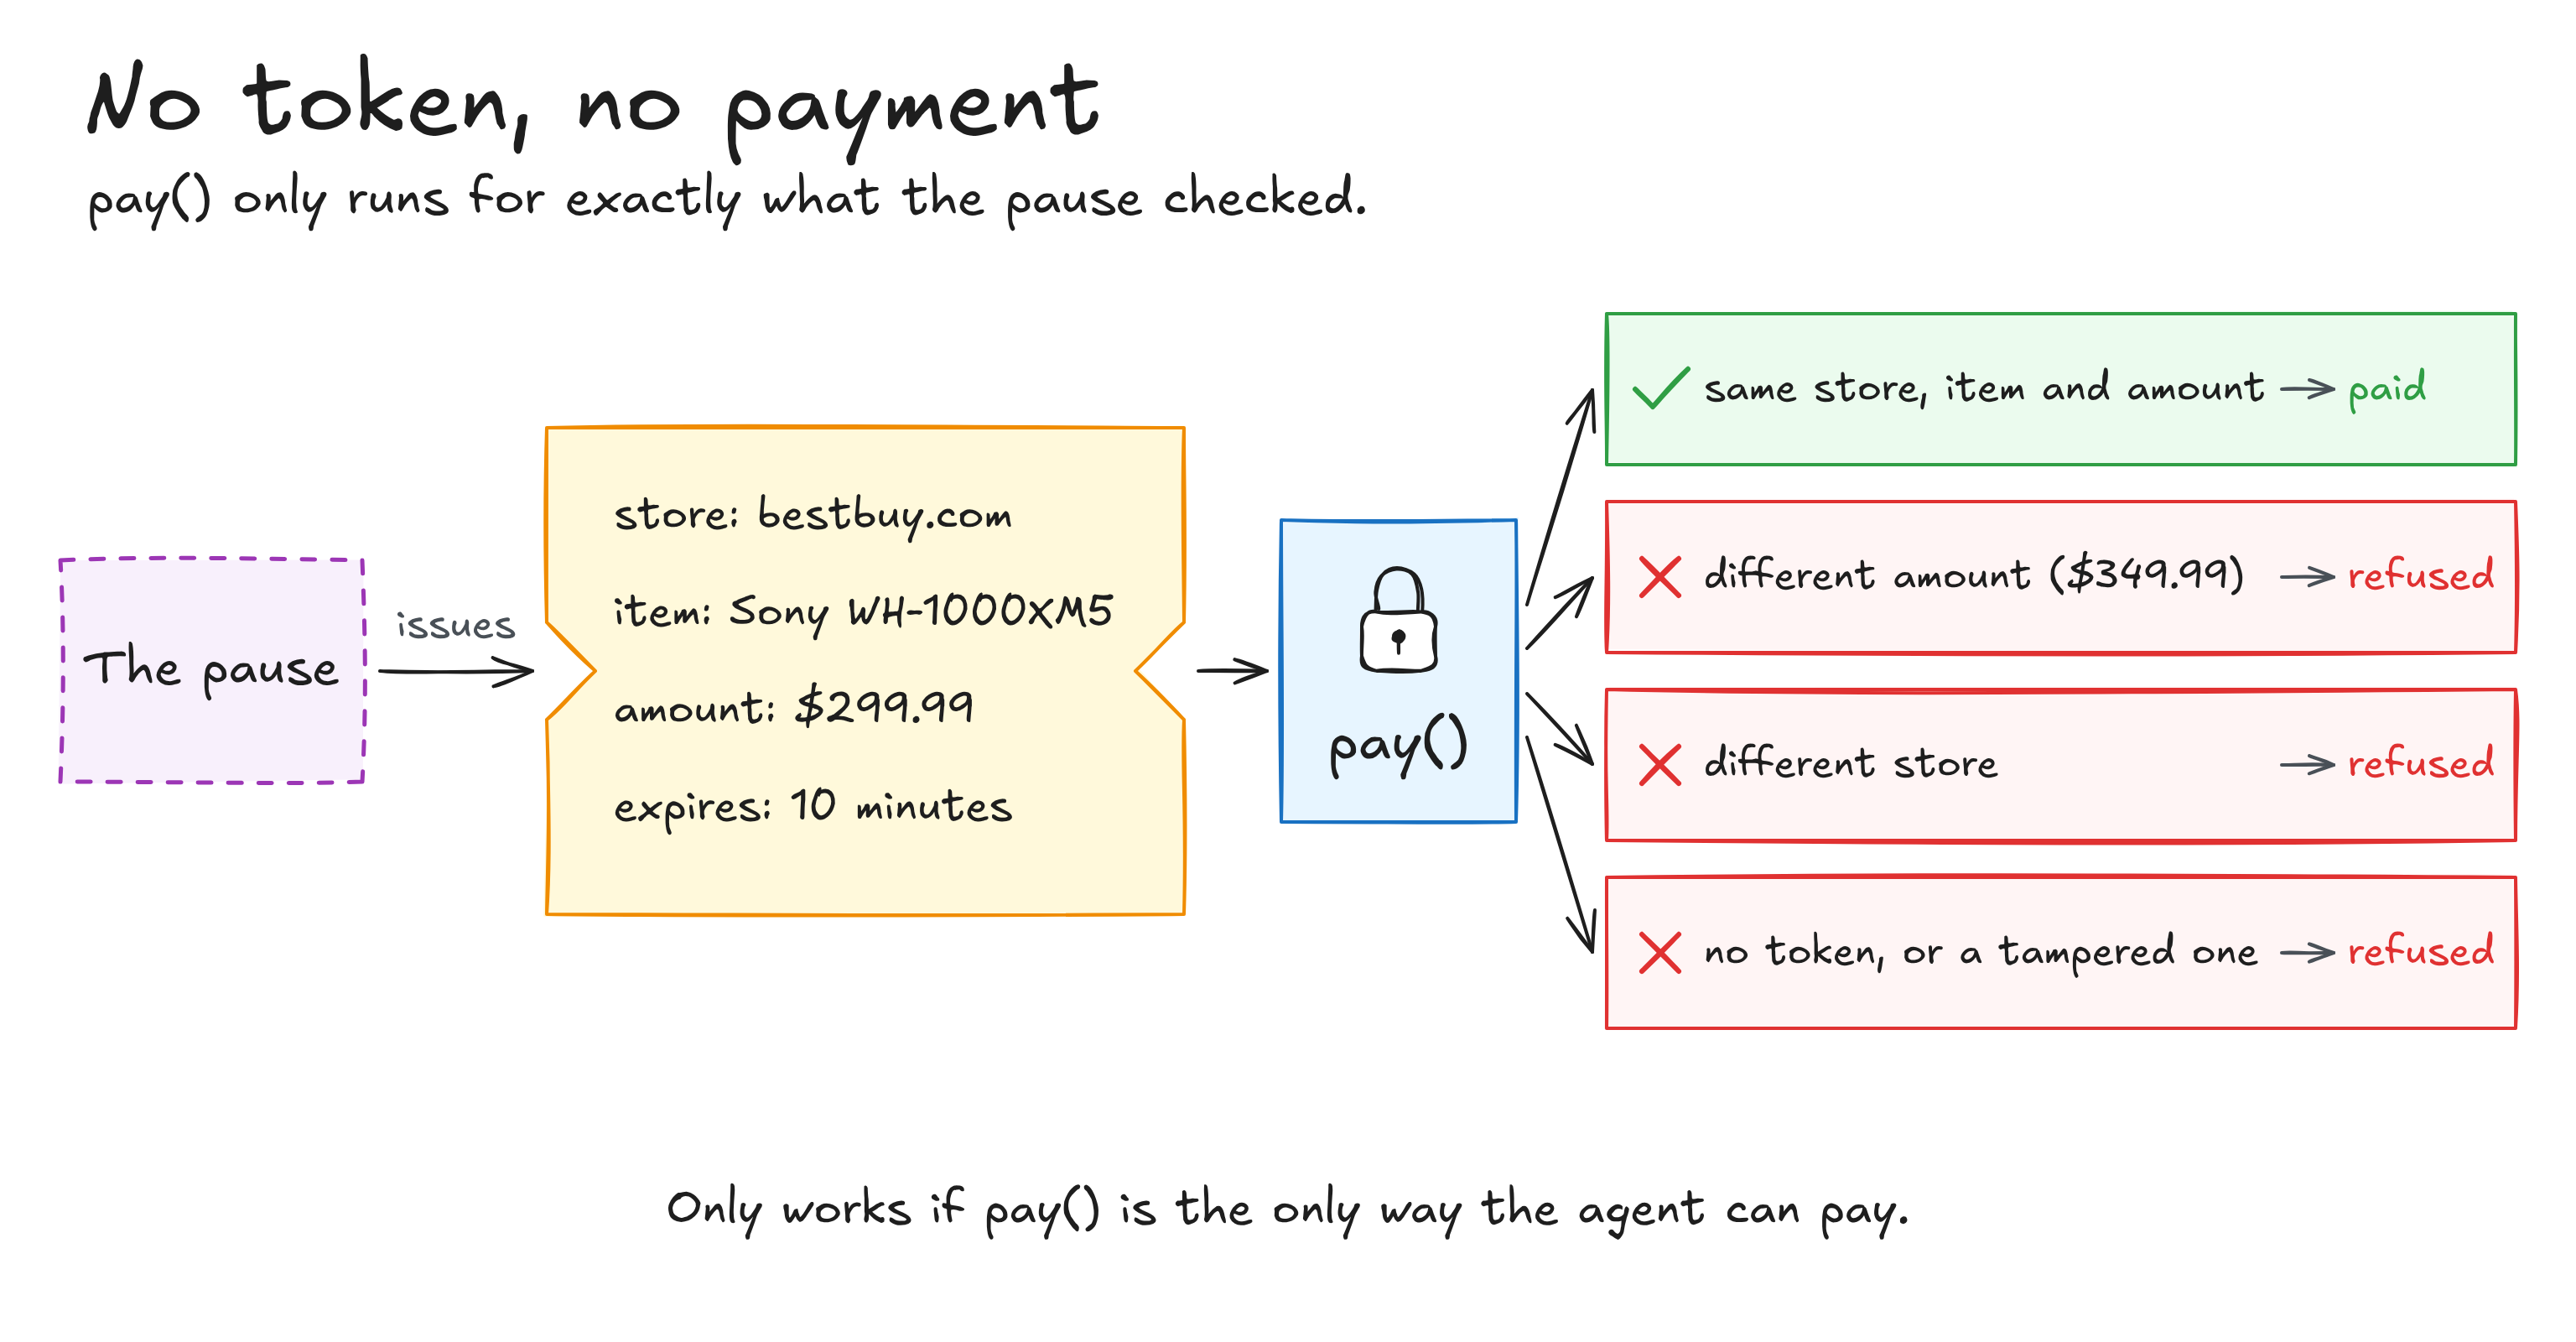 No token, no payment
pay() only runs for exactly what the pause checked.
The pause
issues
store: bestbuy.com
item: Sony WH-1000XM5
amount: $299.99
expires: 10 minutes
pay()
same store, item and amount → paid
different amount ($349.99) → refused
different store → refused
no token, or a tampered one → refused
Only works if pay() is the only way the agent can pay.